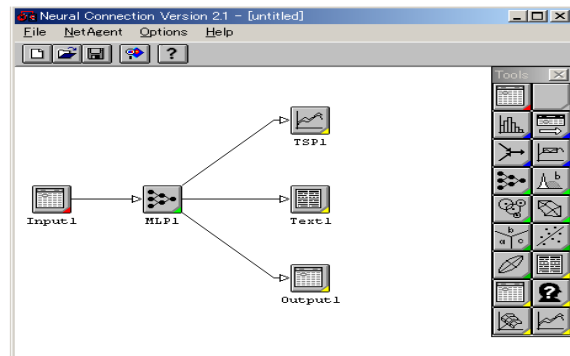 Neural Connection Version 2.1 - [untitled]
File NetAgent Options Help
?
Tools
TSP1
Input1 MLP1 Text1
Output1
b
b
a c
?